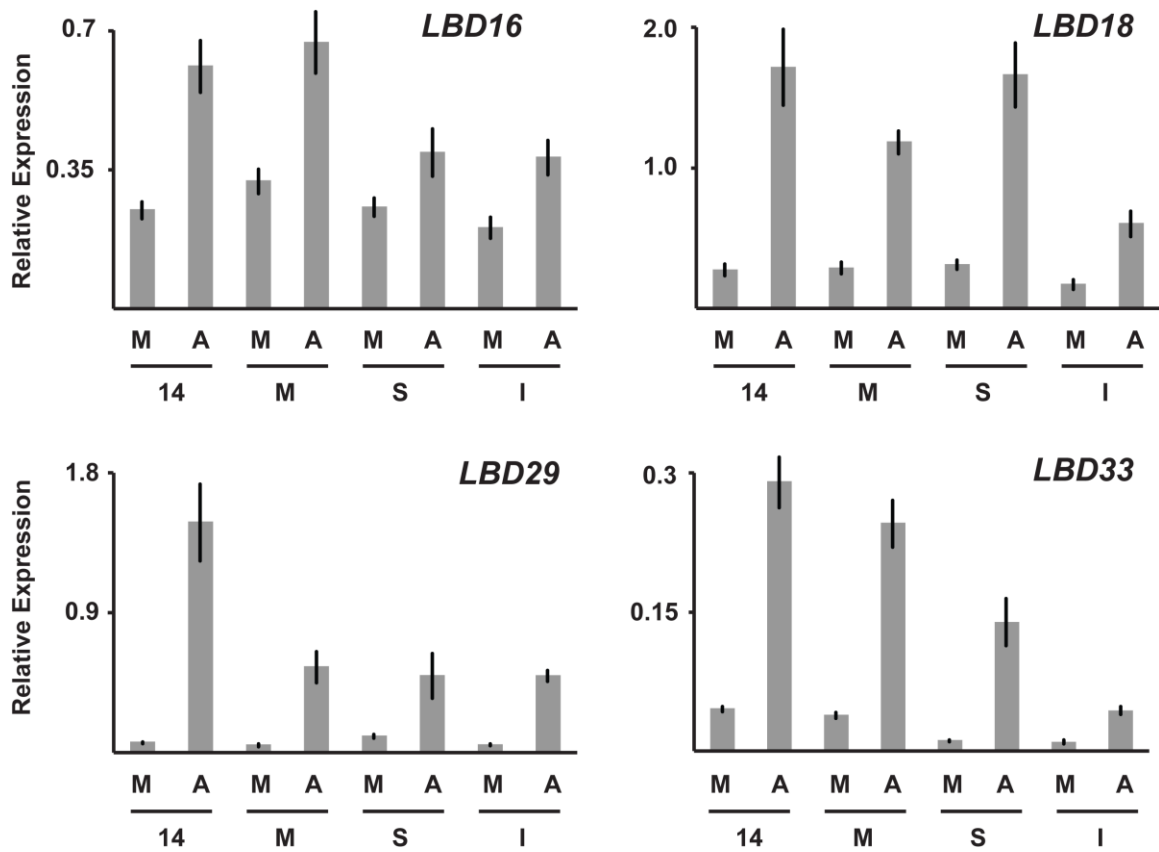 LBD16
0.7
0.35
Relative Expression
M A M A M A M A
14 M S I
LBD18
2.0
1.0
M A M A M A M A
14 M S I
LBD29
1.8
0.9
Relative Expression
M A M A M A M A
14 M S I
LBD33
0.3
0.15
M A M A M A M A
14 M S I